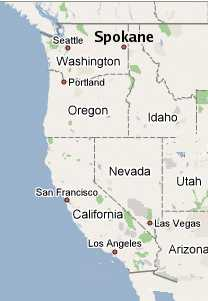 Spokane
Seattle
Washington
Portland
Oregon
Idaho
Nevada
Utah
San Francisco
California
Las Vegas
Los Angeles
Arizona